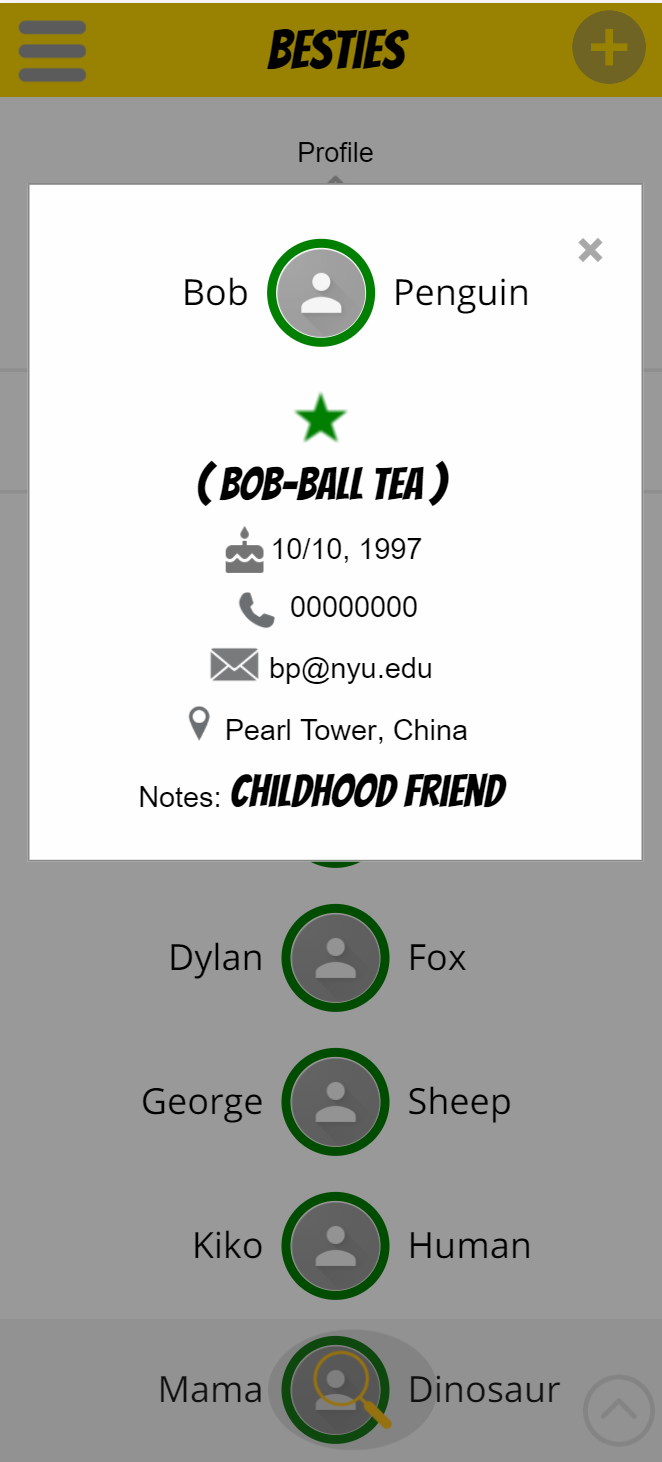 BESTIES
Profile
Bob Penguin
( BOB-BALL TEA )
10/10, 1997
00000000
bp@nyu.edu
Pearl Tower, China
Notes: CHILDHOOD FRIEND
Dylan Fox
George Sheep
Kiko Human
Mama Dinosaur